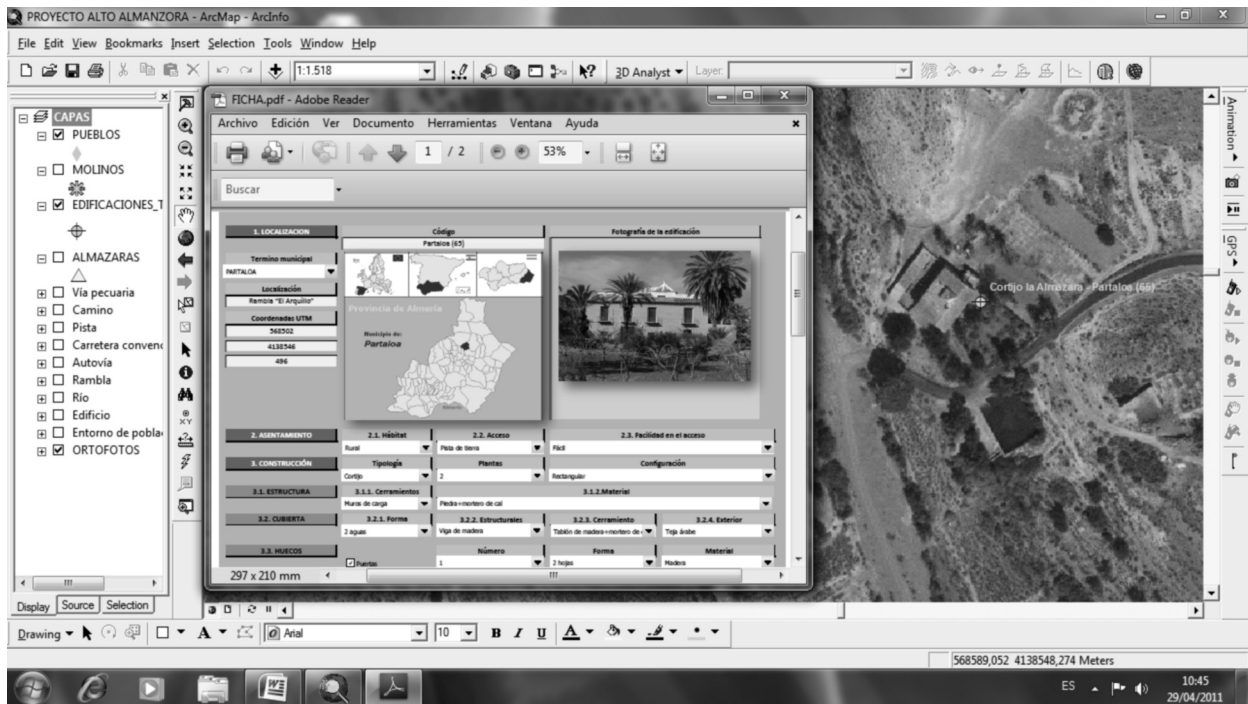 PROYECTO ALTO ALMANZORA - ArcMap - ArcInfo
File Edit View Bookmarks Insert Selection Tools Window Help
1:1.518
3D Analyst
Layer:
CAPAS
PUEBLOS
MOLINOS
EDIFICACIONES_T
ALMAZARAS
Vía pecuaria
Camino
Pista
Carretera conven
Autovía
Rambla
Río
Edificio
Entorno de pobla
ORTOFOTOS
Display Source Selection
FICHA.pdf - Adobe Reader
Archivo Edición Ver Documento Herramientas Ventana Ayuda
1 / 2
53%
Buscar
1. LOCALIZACION
Código
Fotografía de la edificación
Partaloa (65)
Termino municipal
PARTALOA
Localización
Rambla "El Arquillo"
Coordenadas UTM
568502
4138546
496
Provincia de Almería
Municipio de:
Partaloa
2. ASENTAMIENTO
2.1. Hábitat
2.2. Acceso
2.3. Facilidad en el acceso
Rural
Pista de tierra
Fácil
3. CONSTRUCCIÓN
Tipología
Plantas
Configuración
Cortijo
2
Rectangular
3.1. ESTRUCTURA
3.1.1. Cerramientos
3.1.2.Material
Muros de carga
Piedra+mortero de cal
3.2. CUBIERTA
3.2.1. Forma
3.2.2. Estructurales
3.2.3. Cerramiento
3.2.4. Exterior
2 aguas
Viga de madera
Tablón de madera+mortero de
Teja árabe
3.3. HUECOS
Número
Forma
Material
Puertas
1
2 hojas
Madera
297 x 210 mm
Cortijo la Almazara - Partaloa (65)
Animation
GPS
Drawing
Arial
10
B I U A
568589,052 4138548,274 Meters
ES
10:45
29/04/2011